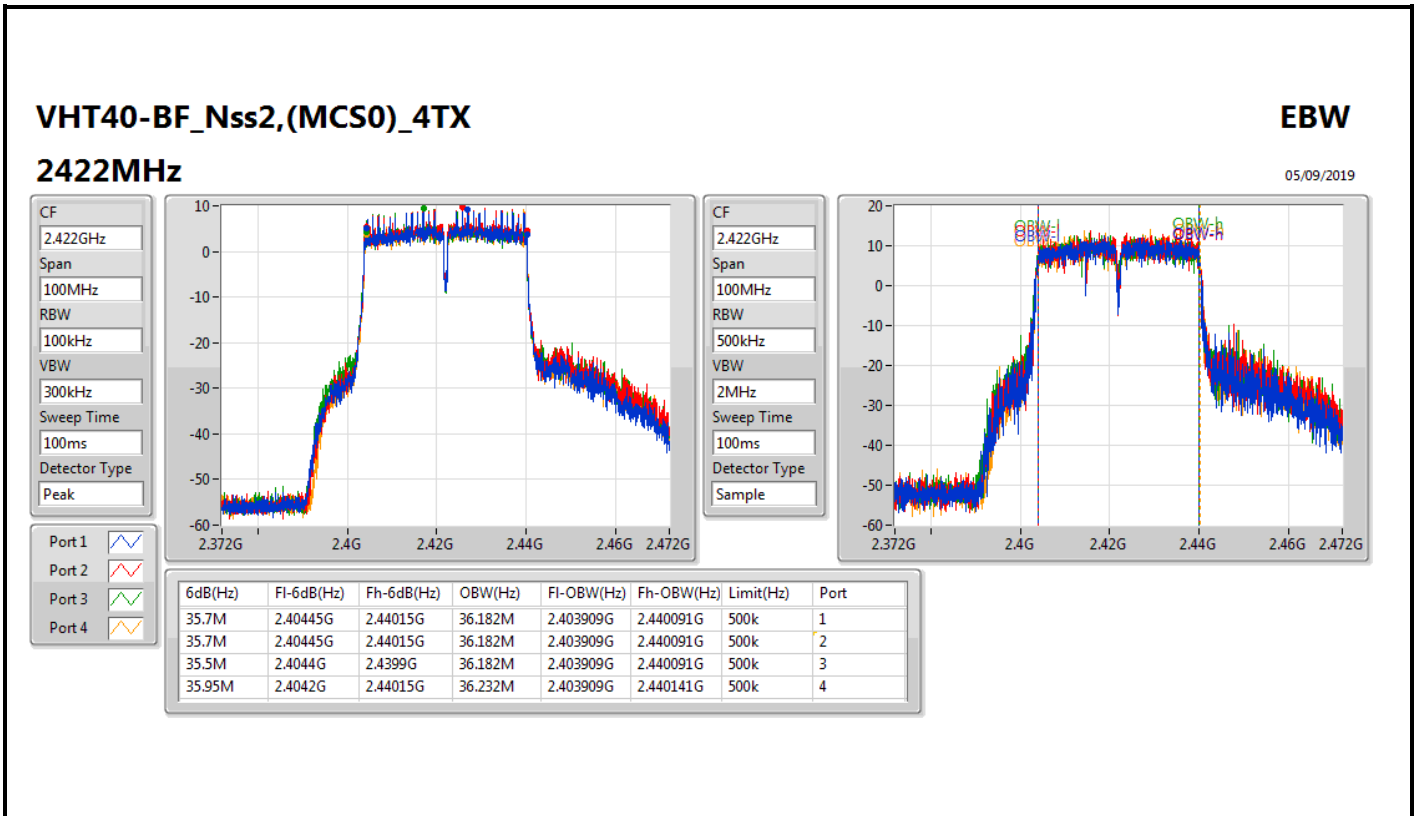 VHT40-BF_Nss2,(MCS0)_4TX EBW
2422MHz 05/09/2019
CF
2.422GHz
Span
100MHz
RBW
100kHz
VBW
300kHz
Sweep Time
100ms
Detector Type
Peak
10
0
-10
-20
-30
-40
-50
-60
2.372G 2.4G 2.42G 2.44G 2.46G 2.472G
CF
2.422GHz
Span
100MHz
RBW
500kHz
VBW
2MHz
Sweep Time
100ms
Detector Type
Sample
20
10
0
-10
-20
-30
-40
-50
-60
2.372G 2.4G 2.42G 2.44G 2.46G 2.472G
OBW-l OBW-h
Port 1
Port 2
Port 3
Port 4
6dB(Hz) Fl-6dB(Hz) Fh-6dB(Hz) OBW(Hz) Fl-OBW(Hz) Fh-OBW(Hz) Limit(Hz) Port
35.7M 2.40445G 2.44015G 36.182M 2.403909G 2.440091G 500k 1
35.7M 2.40445G 2.44015G 36.182M 2.403909G 2.440091G 500k 2
35.5M 2.4044G 2.4399G 36.182M 2.403909G 2.440091G 500k 3
35.95M 2.4042G 2.44015G 36.232M 2.403909G 2.440141G 500k 4